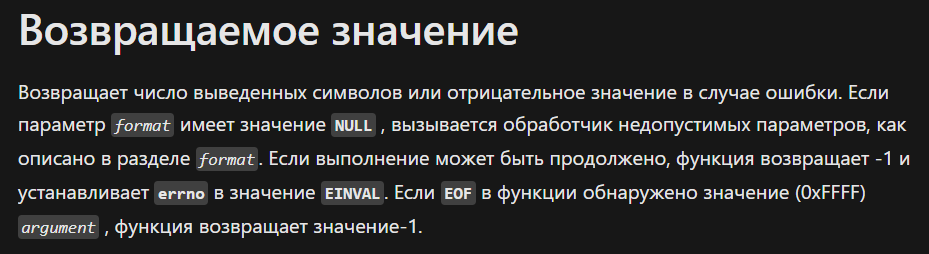 Возвращаемое значение
Возвращает число выведенных символов или отрицательное значение в случае ошибки. Если
параметр format имеет значение NULL , вызывается обработчик недопустимых параметров, как
описано в разделе format. Если выполнение может быть продолжено, функция возвращает -1 и
устанавливает errno в значение EINVAL. Если EOF в функции обнаружено значение (0xFFFF)
argument , функция возвращает значение-1.